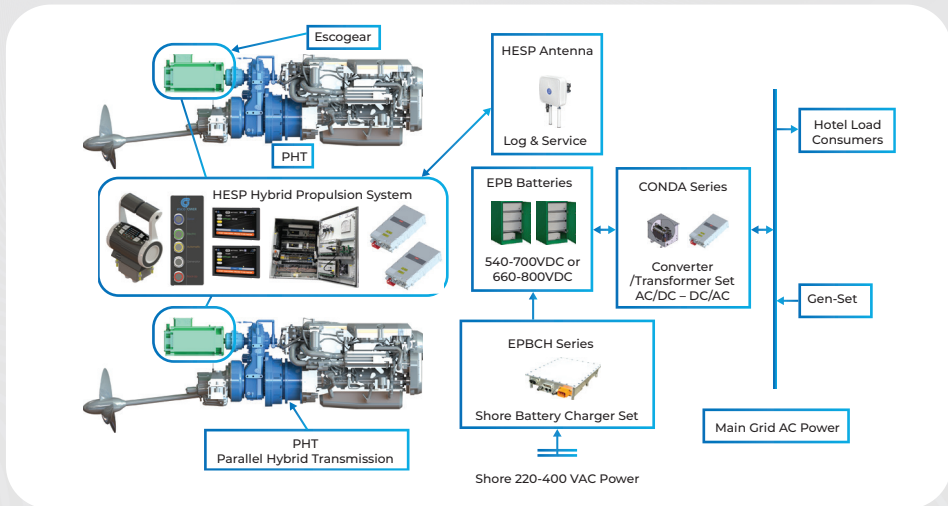 Escogear
PHT
HESP Antenna
Log & Service
HESP Hybrid Propulsion System
EPB Batteries
540-700VDC or
660-800VDC
CONDA Series
Converter
/Transformer Set
AC/DC – DC/AC
Hotel Load
Consumers
Gen-Set
EPBCH Series
Shore Battery Charger Set
Main Grid AC Power
PHT
Parallel Hybrid Transmission
Shore 220-400 VAC Power